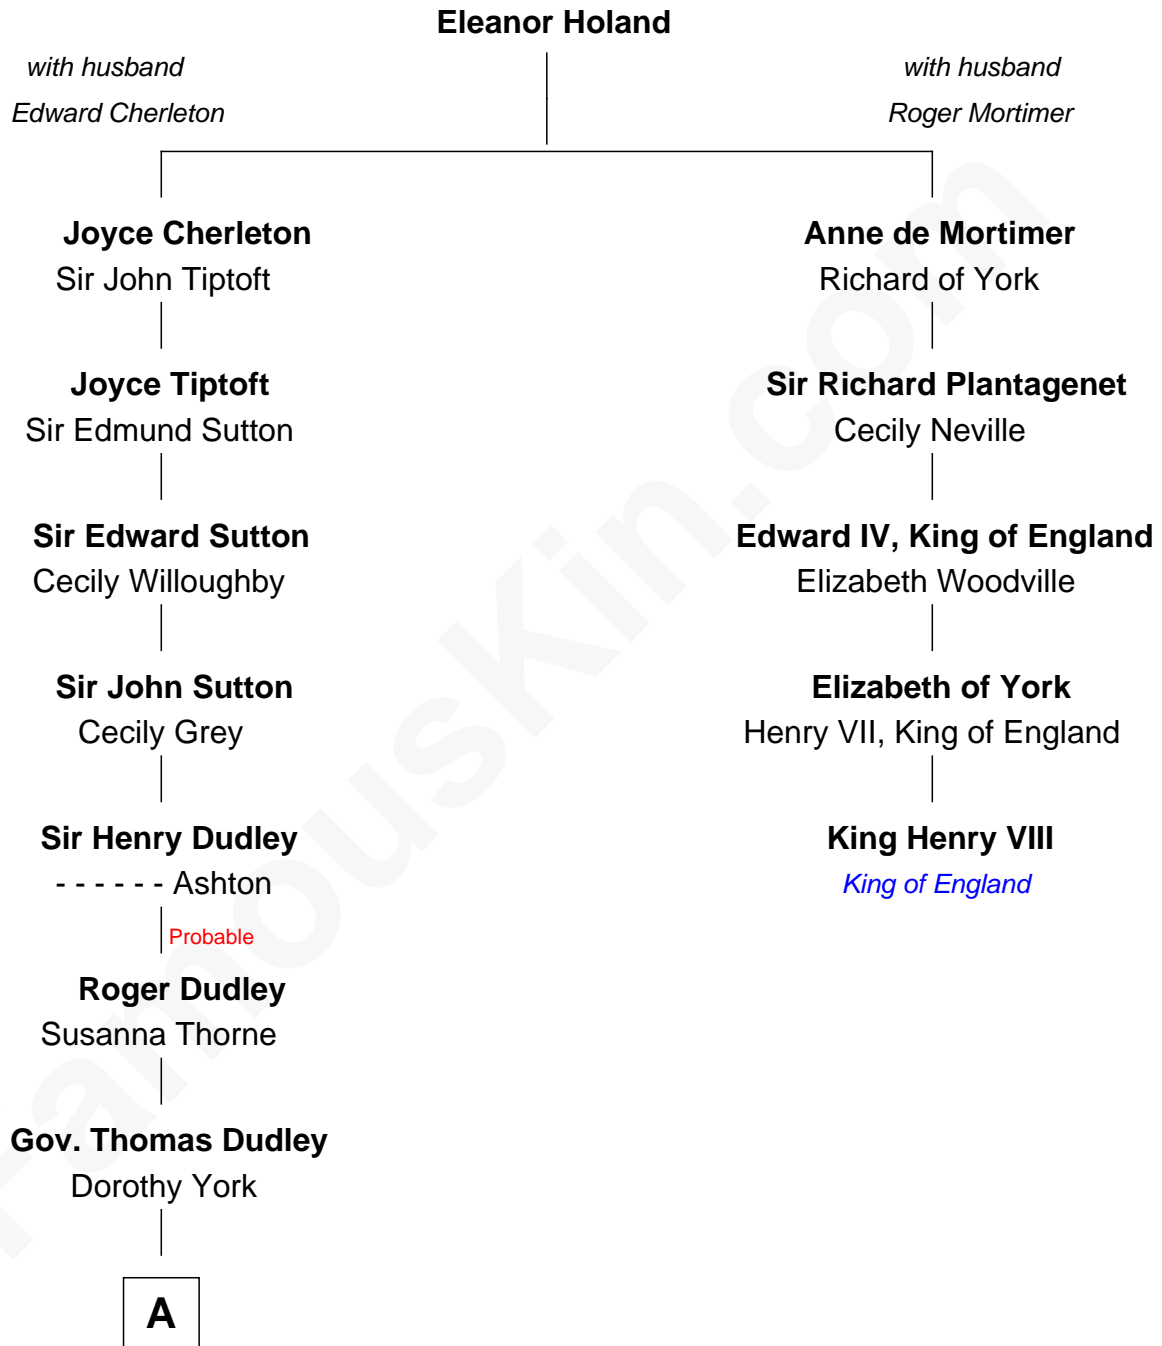 Eleanor Holand
with husband
Edward Cherleton
with husband
Roger Mortimer
Joyce Cherleton
Sir John Tiptoft
Anne de Mortimer
Richard of York
Joyce Tiptoft
Sir Edmund Sutton
Sir Richard Plantagenet
Cecily Neville
Sir Edward Sutton
Cecily Willoughby
Edward IV, King of England
Elizabeth Woodville
Sir John Sutton
Cecily Grey
Elizabeth of York
Henry VII, King of England
Sir Henry Dudley
- - - - - - Ashton
King Henry VIII
King of England
Probable
Roger Dudley
Susanna Thorne
Gov. Thomas Dudley
Dorothy York
A
FamousKin.com